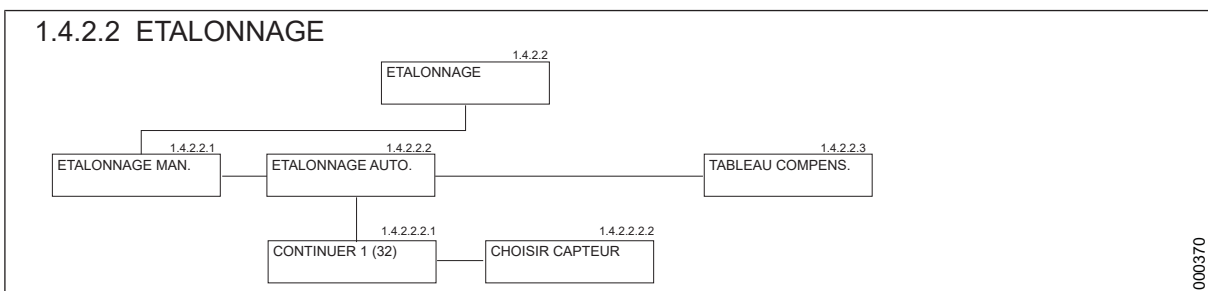 1.4.2.2 ETALONNAGE
1.4.2.2
ETALONNAGE
1.4.2.2.1
ETALONNAGE MAN.
1.4.2.2.2
ETALONNAGE AUTO.
1.4.2.2.3
TABLEAU COMPENS.
1.4.2.2.2.1
CONTINUER 1 (32)
1.4.2.2.2.2
CHOISIR CAPTEUR
000370